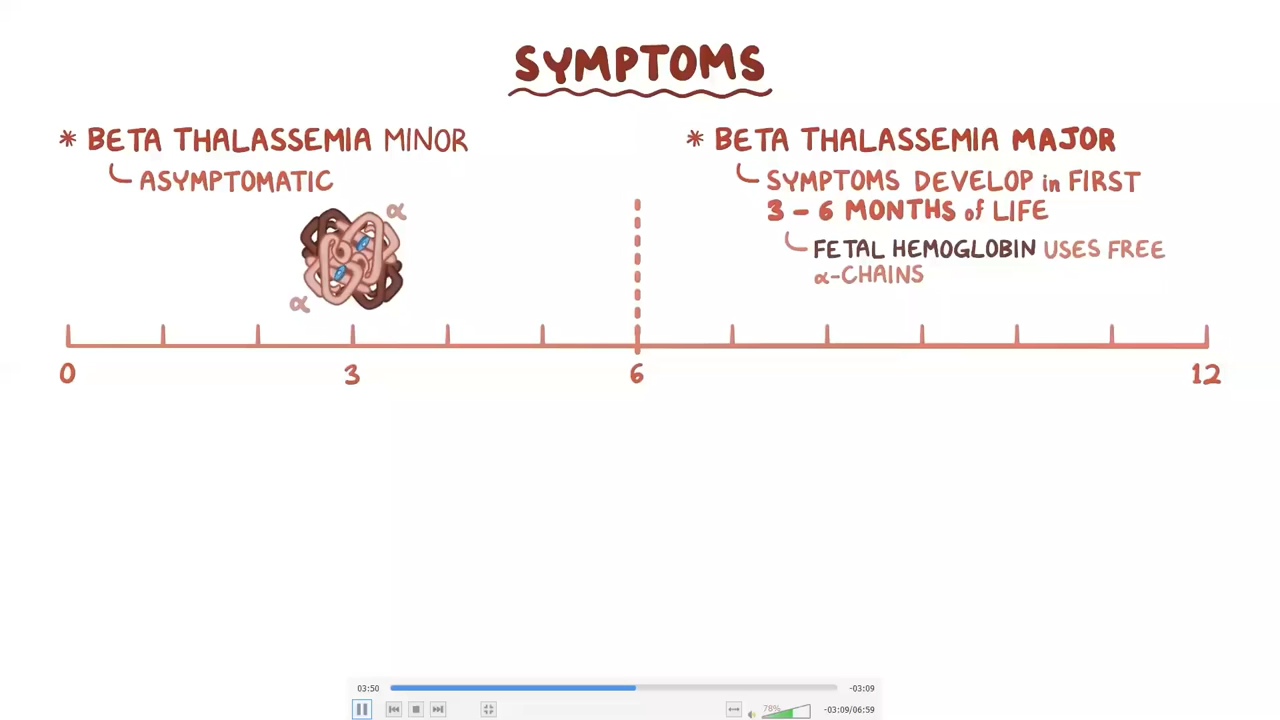 SYMPTOMS
* BETA THALASSEMIA MINOR
ASYMPTOMATIC
α
α
* BETA THALASSEMIA MAJOR
SYMPTOMS DEVELOP in FIRST
3 - 6 MONTHS of LIFE
FETAL HEMOGLOBIN USES FREE
α-CHAINS
0 3 6 12
03:50 -03:09
78% -03:09/06:59